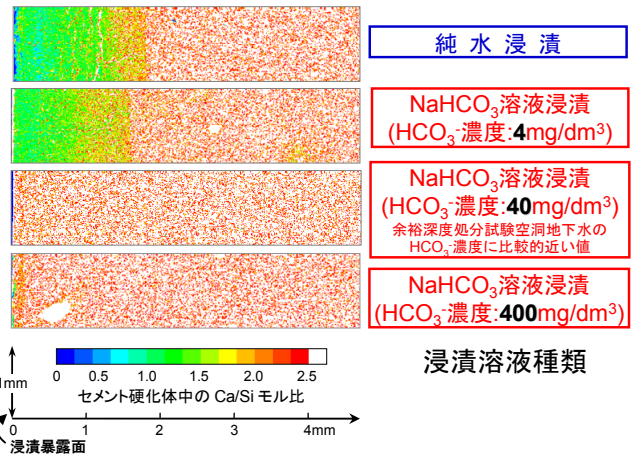 純 水 浸 漬
NaHCO₃溶液浸漬
(HCO₃⁻濃度:4mg/dm³)
NaHCO₃溶液浸漬
(HCO₃⁻濃度:40mg/dm³)
余裕深度処分試験空洞地下水の
HCO₃⁻濃度に比較的近い値
NaHCO₃溶液浸漬
(HCO₃⁻濃度:400mg/dm³)
浸漬溶液種類
0 0.5 1.0 1.5 2.0 2.5
セメント硬化体中の Ca/Si モル比
1mm
0 1 2 3 4mm
浸漬暴露面